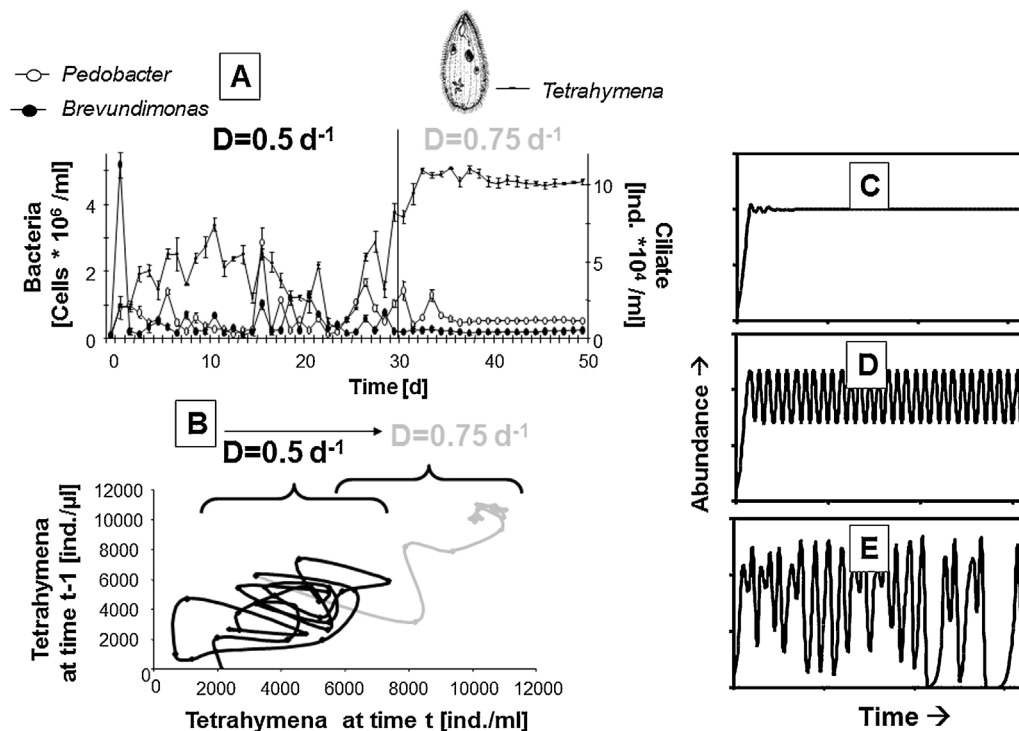 Pedobacter
Brevundimonas
A
Tetrahymena
D=0.5 d-1
D=0.75 d-1
Bacteria
[Cells * 10⁶ /ml]
4
2
0
10
5
0
Ciliate
[Ind. *10⁴ /ml]
0 10 20 30 40 50
Time [d]
B
D=0.5 d-1
D=0.75 d-1
12000
10000
8000
6000
4000
2000
0
Tetrahymena
at time t-1 [ind./µl]
0 2000 4000 6000 8000 10000 12000
Tetrahymena at time t [ind./ml]
C
D
E
Abundance →
Time →